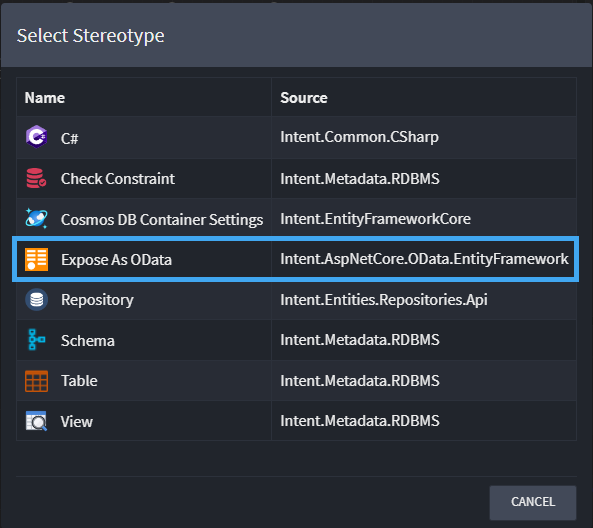 Select Stereotype
Name Source
C# Intent.Common.CSharp
Check Constraint Intent.Metadata.RDBMS
Cosmos DB Container Settings Intent.EntityFrameworkCore
Expose As OData Intent.AspNetCore.OData.EntityFramework
Repository Intent.Entities.Repositories.Api
Schema Intent.Metadata.RDBMS
Table Intent.Metadata.RDBMS
View Intent.Metadata.RDBMS
CANCEL